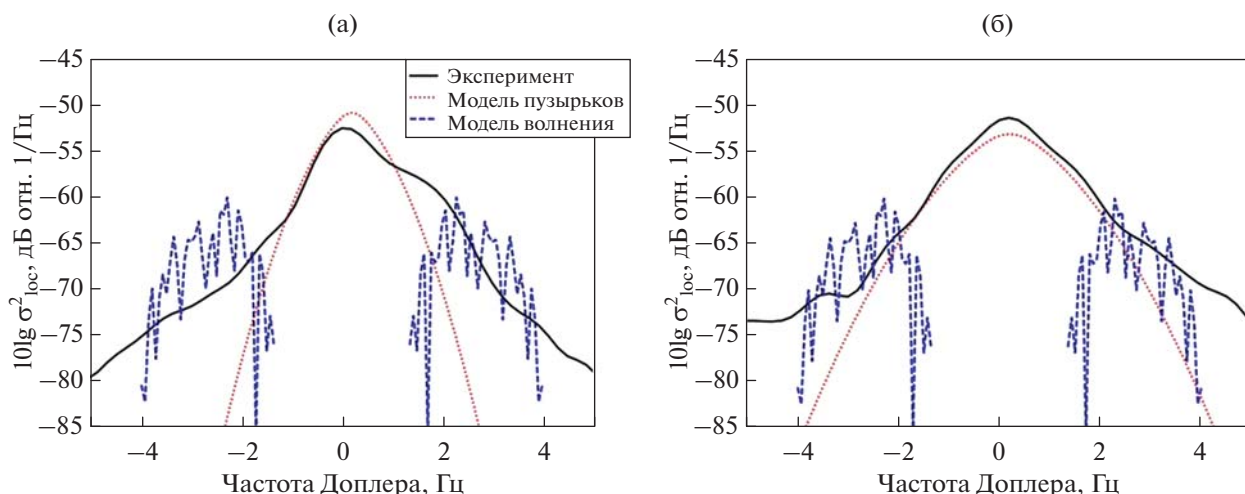 (а)
−45
−50
−55
−60
−65
−70
−75
−80
−85
10lg σ²loc, дБ отн. 1/Гц
Эксперимент
Модель пузырьков
Модель волнения
−4 −2 0 2 4
Частота Доплера, Гц
(б)
−45
−50
−55
−60
−65
−70
−75
−80
−85
10lg σ²loc, дБ отн. 1/Гц
−4 −2 0 2 4
Частота Доплера, Гц